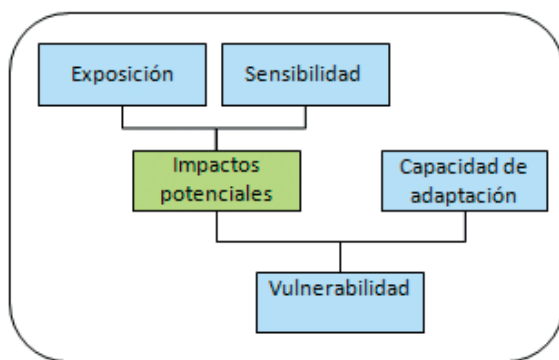 Exposición
Sensibilidad
Impactos
potenciales
Capacidad de
adaptación
Vulnerabilidad